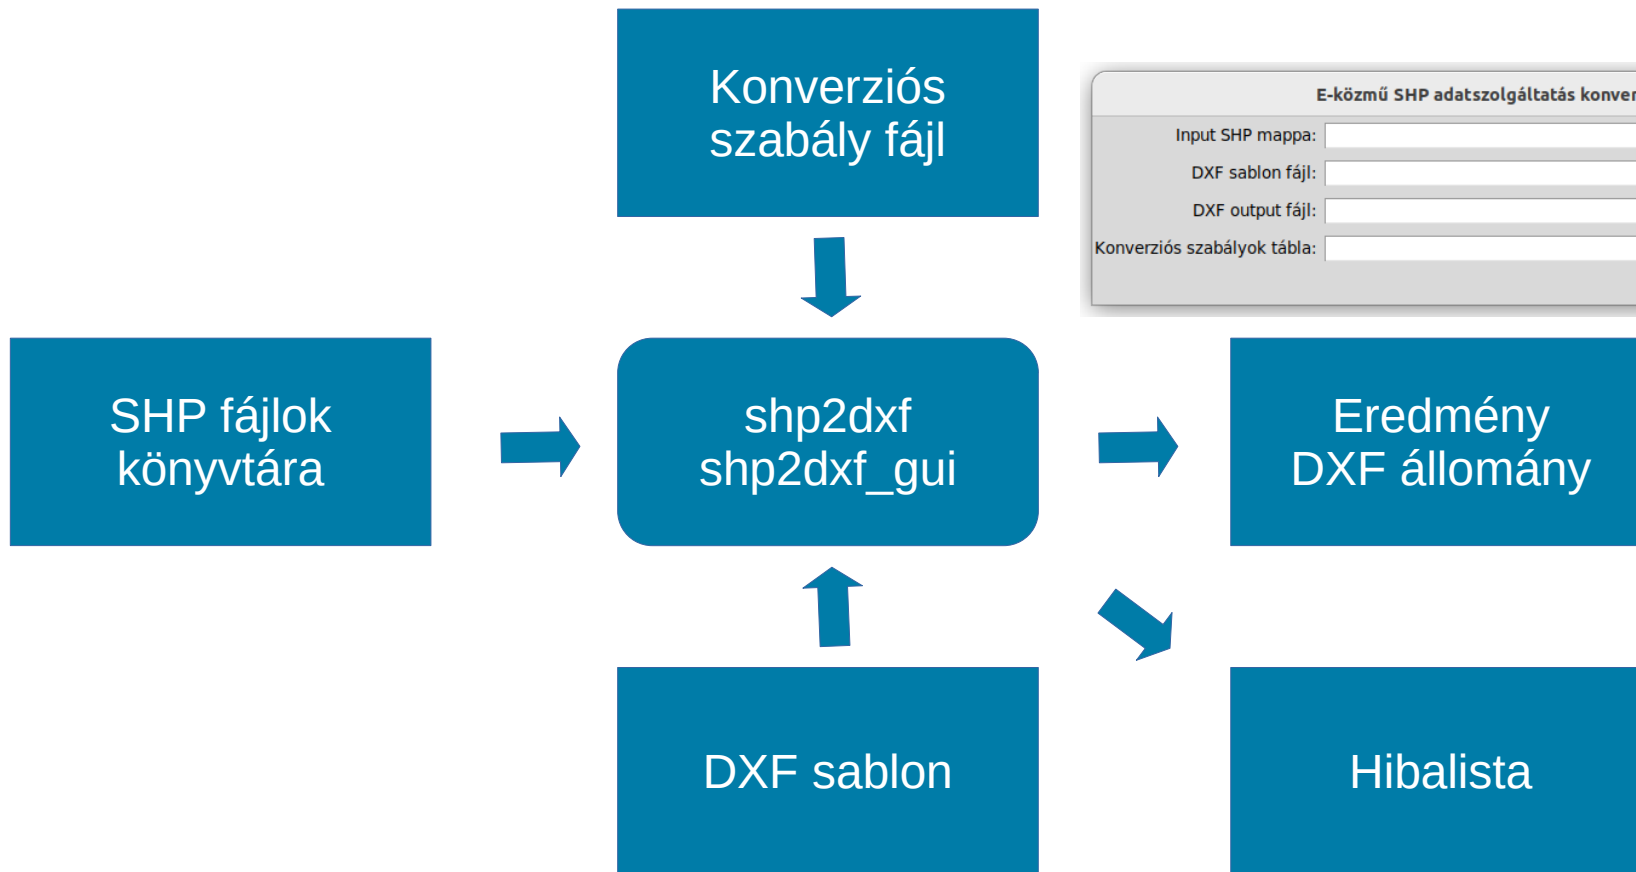 Konverziós
szabály fájl
E-közmű SHP adatszolgáltatás
Input SHP mappa:
DXF sablon fájl:
DXF output fájl:
Konverziós szabályok tábla:
SHP fájlok
könyvtára
shp2dxf
shp2dxf_gui
Eredmény
DXF állomány
DXF sablon
Hibalista